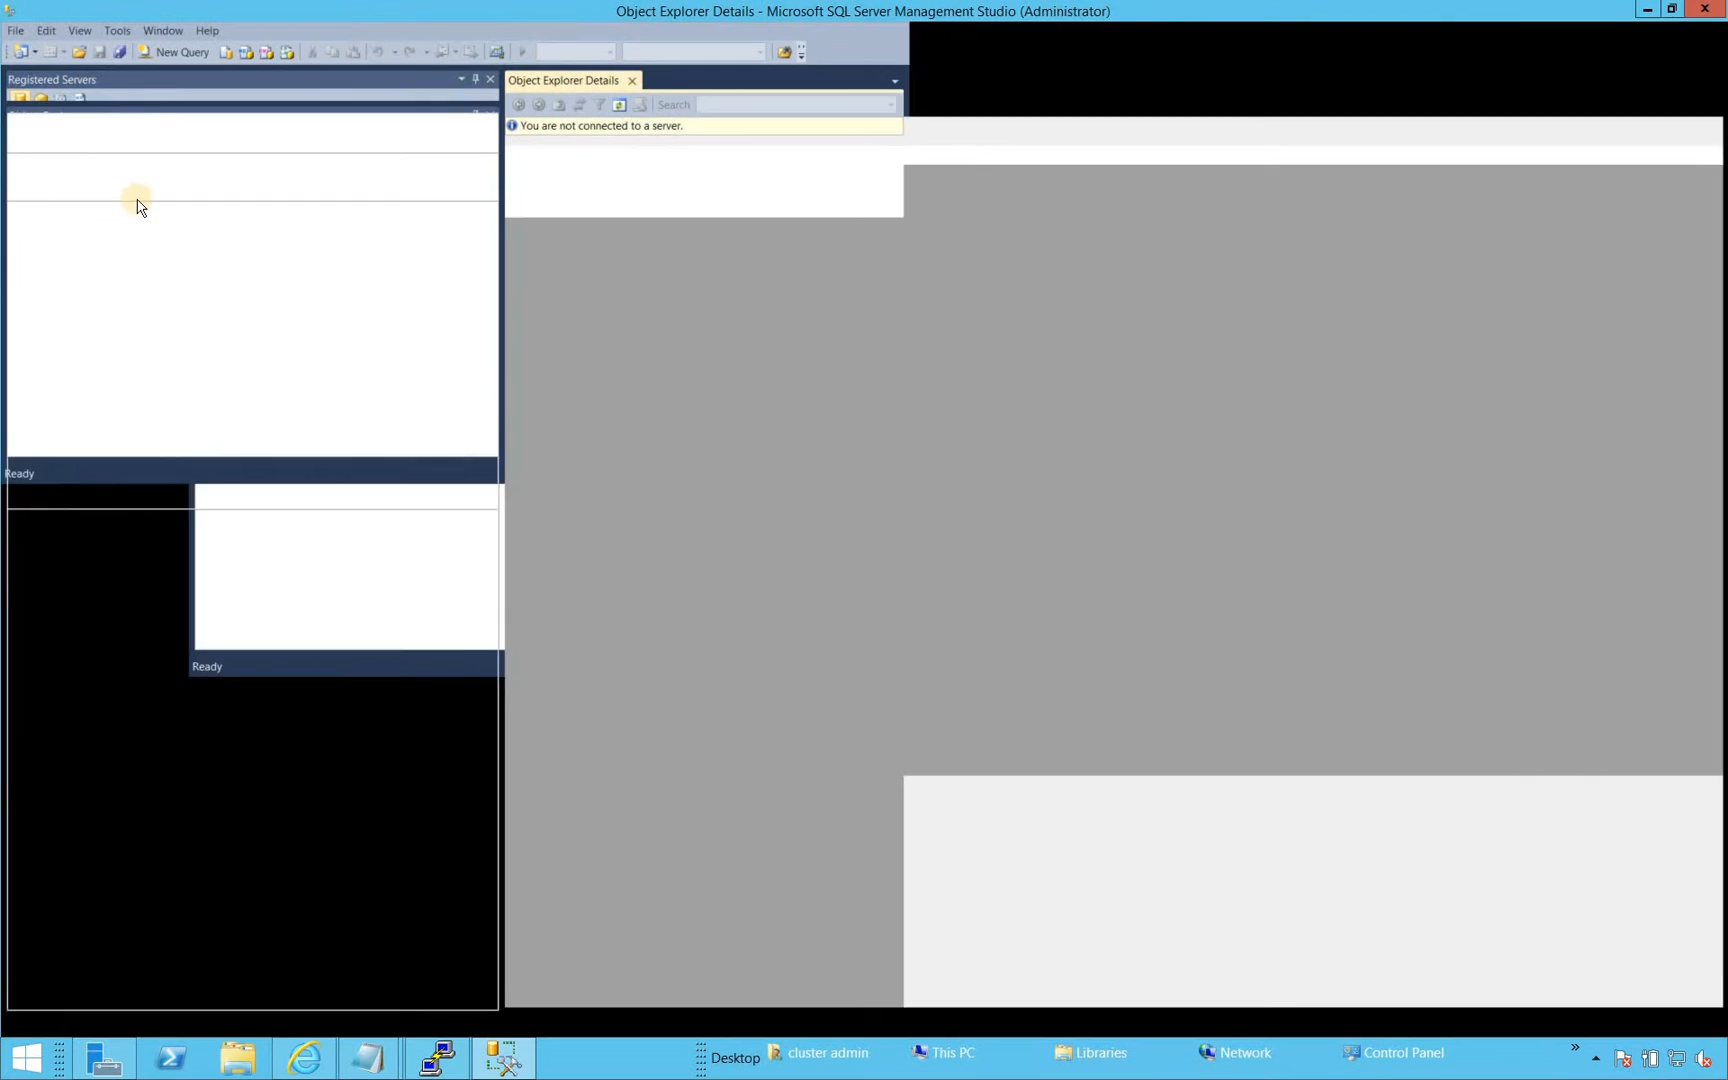 Object Explorer Details - Microsoft SQL Server Management Studio (Administrator)
File Edit View Tools Window Help
New Query
Registered Servers
Object Explorer Details
Search
You are not connected to a server.
Ready
Ready
Desktop
cluster admin
This PC
Libraries
Network
Control Panel